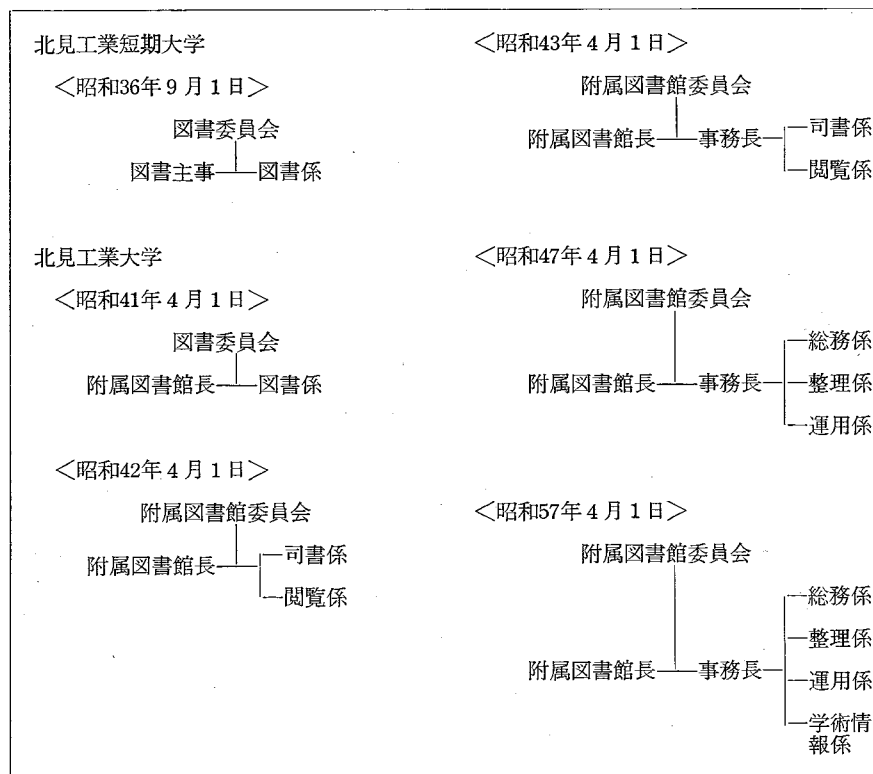 北見工業短期大学
<昭和36年9月1日>
図書委員会
図書主事 図書係
北見工業大学
<昭和41年4月1日>
図書委員会
附属図書館長 図書係
<昭和42年4月1日>
附属図書館委員会
附属図書館長
司書係
閲覧係
<昭和43年4月1日>
附属図書館委員会
附属図書館長 事務長
司書係
閲覧係
<昭和47年4月1日>
附属図書館委員会
附属図書館長 事務長
総務係
整理係
運用係
<昭和57年4月1日>
附属図書館委員会
附属図書館長 事務長
総務係
整理係
運用係
学術情
報係